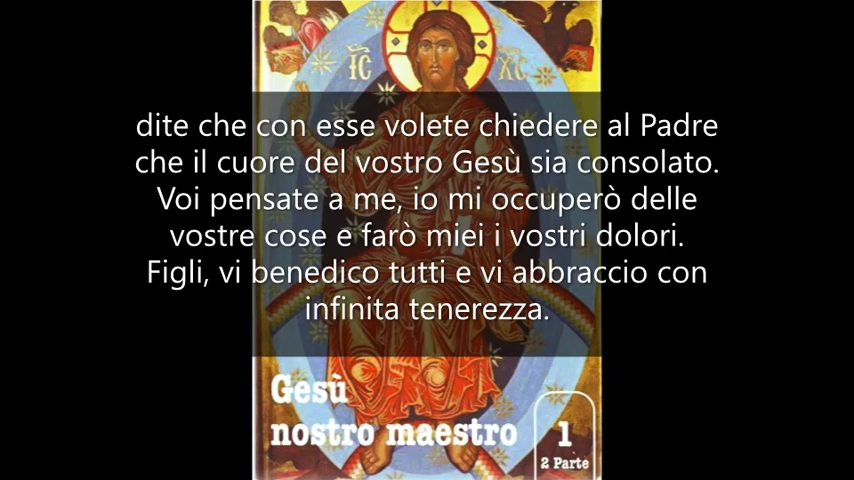 IC XC
dite che con esse volete chiedere al Padre
che il cuore del vostro Gesù sia consolato.
Voi pensate a me, io mi occuperò delle
vostre cose e farò miei i vostri dolori.
Figli, vi benedico tutti e vi abbraccio con
infinita tenerezza.
Gesù
nostro maestro
1
2 Parte